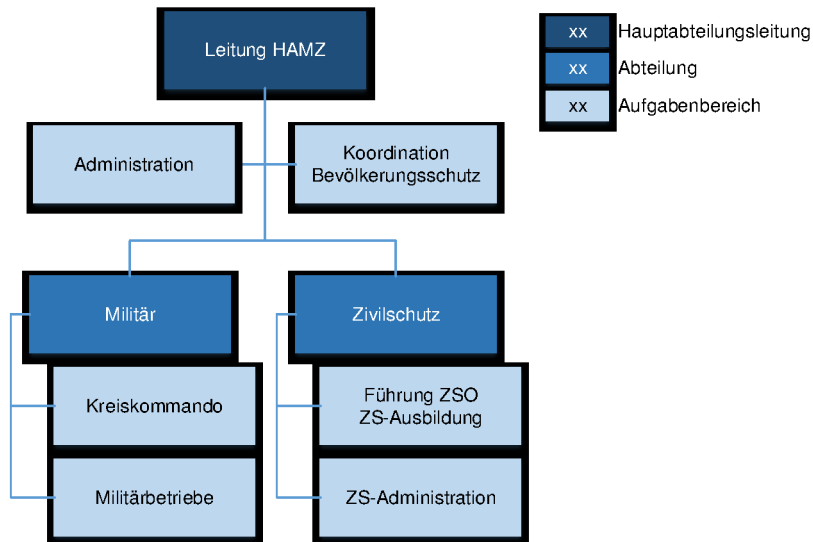 Leitung HAMZ
xx Hauptabteilungsleitung
xx Abteilung
xx Aufgabenbereich
Administration
Koordination
Bevölkerungsschutz
Militär
Zivilschutz
Kreiskommando
Führung ZSO
ZS-Ausbildung
Militärbetriebe
ZS-Administration